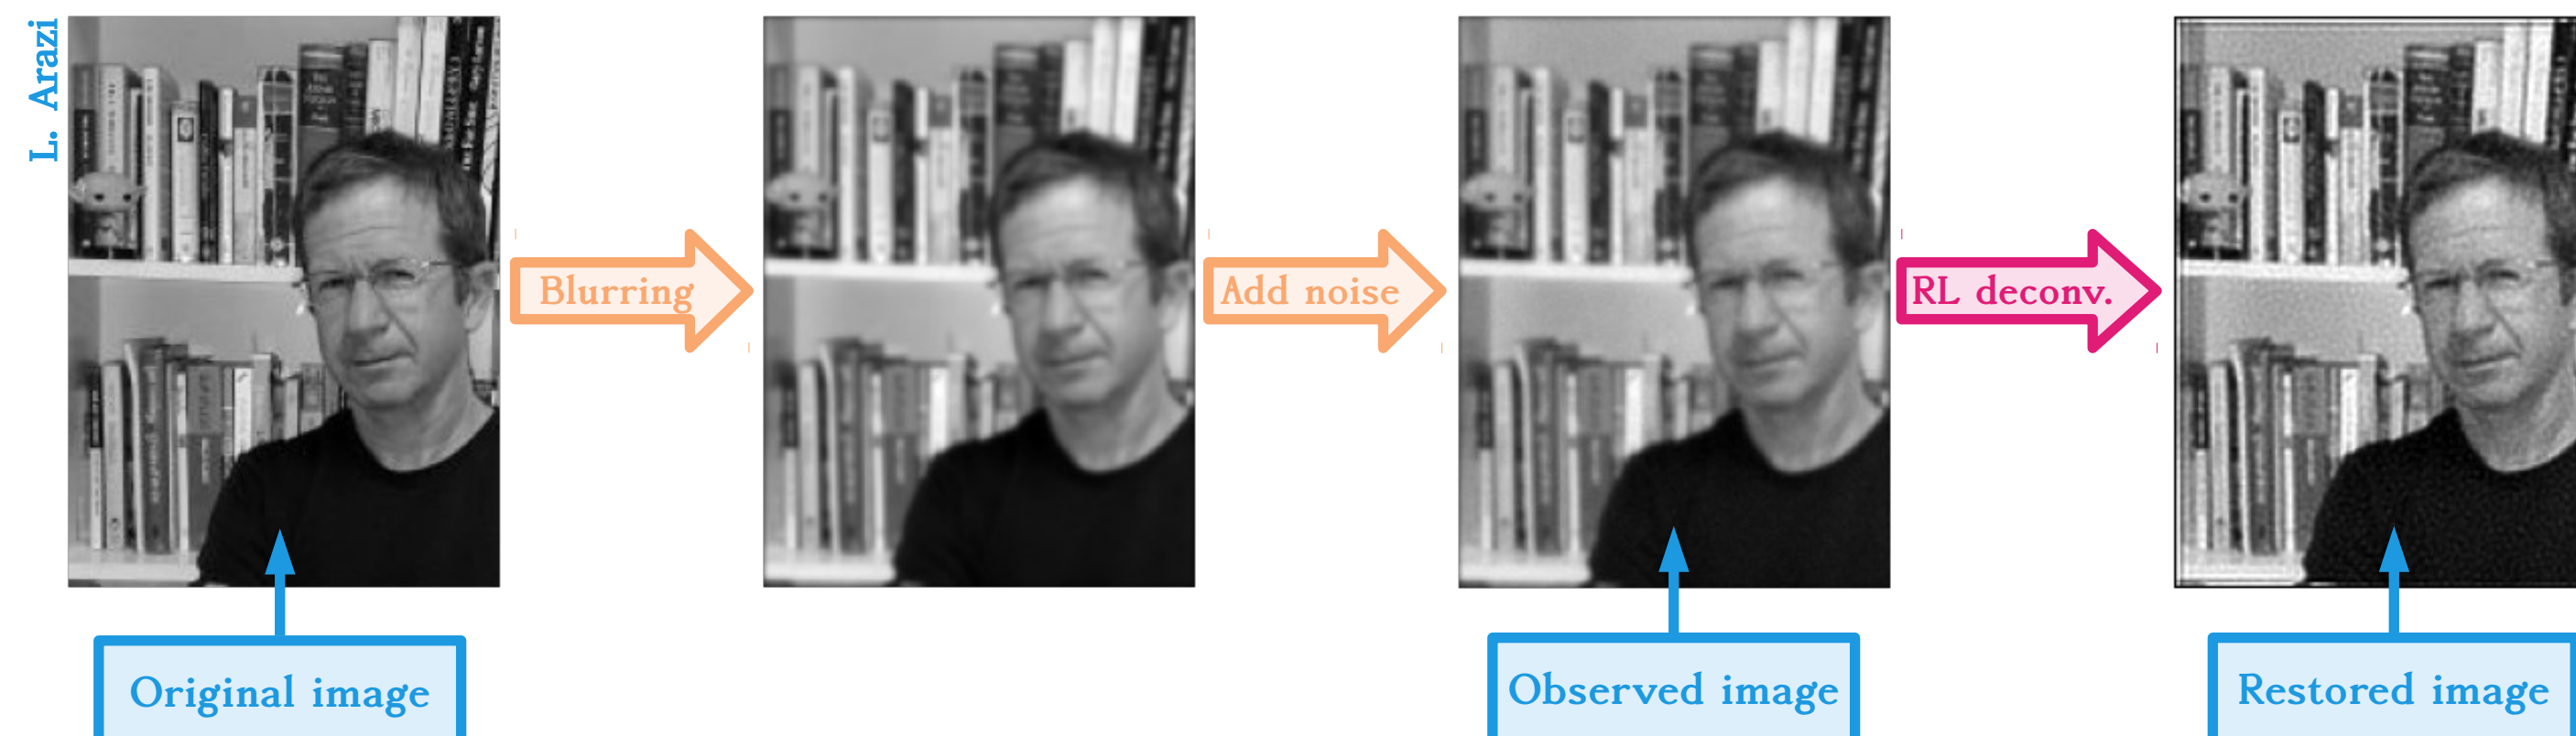 L. Arazi
Blurring
Add noise
RL deconv.
Original image
Observed image
Restored image